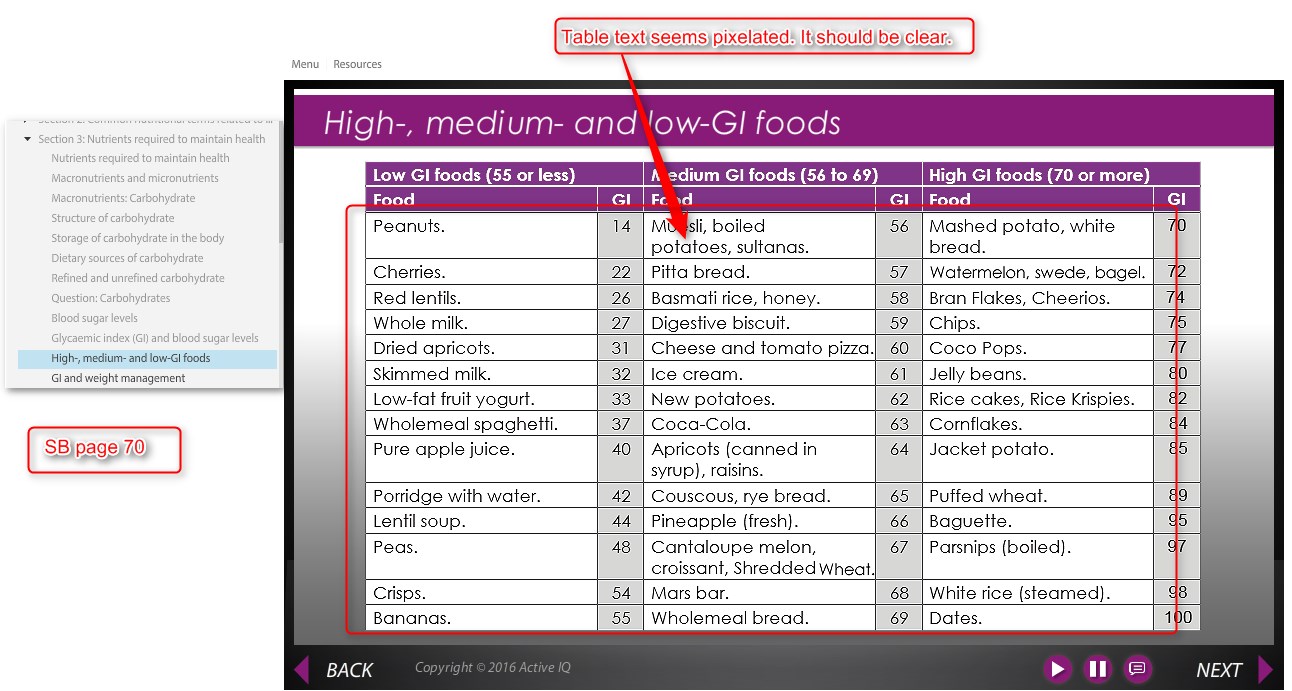 Table text seems pixelated. It should be clear.
Menu Resources
Section 2: Common nutritional terms related to ...
Section 3: Nutrients required to maintain health
Nutrients required to maintain health
Macronutrients and micronutrients
Macronutrients: Carbohydrate
Structure of carbohydrate
Storage of carbohydrate in the body
Dietary sources of carbohydrate
Refined and unrefined carbohydrate
Question: Carbohydrates
Blood sugar levels
Glycaemic index (GI) and blood sugar levels
High-, medium- and low-GI foods
GI and weight management
SB page 70
High-, medium- and low-GI foods
Low GI foods (55 or less) Medium GI foods (56 to 69) High GI foods (70 or more)
Food GI Food GI Food GI
Peanuts. 14 Muesli, boiled 56 Mashed potato, white 70
potatoes, sultanas. bread.
Cherries. 22 Pitta bread. 57 Watermelon, swede, bagel. 72
Red lentils. 26 Basmati rice, honey. 58 Bran Flakes, Cheerios. 74
Whole milk. 27 Digestive biscuit. 59 Chips. 75
Dried apricots. 31 Cheese and tomato pizza. 60 Coco Pops. 77
Skimmed milk. 32 Ice cream. 61 Jelly beans. 80
Low-fat fruit yogurt. 33 New potatoes. 62 Rice cakes, Rice Krispies. 82
Wholemeal spaghetti. 37 Coca-Cola. 63 Cornflakes. 84
Pure apple juice. 40 Apricots (canned in 64 Jacket potato. 85
syrup), raisins.
Porridge with water. 42 Couscous, rye bread. 65 Puffed wheat. 89
Lentil soup. 44 Pineapple (fresh). 66 Baguette. 95
Peas. 48 Cantaloupe melon, 67 Parsnips (boiled). 97
croissant, Shredded Wheat.
Crisps. 54 Mars bar. 68 White rice (steamed). 98
Bananas. 55 Wholemeal bread. 69 Dates. 100
BACK Copyright © 2016 Active IQ NEXT